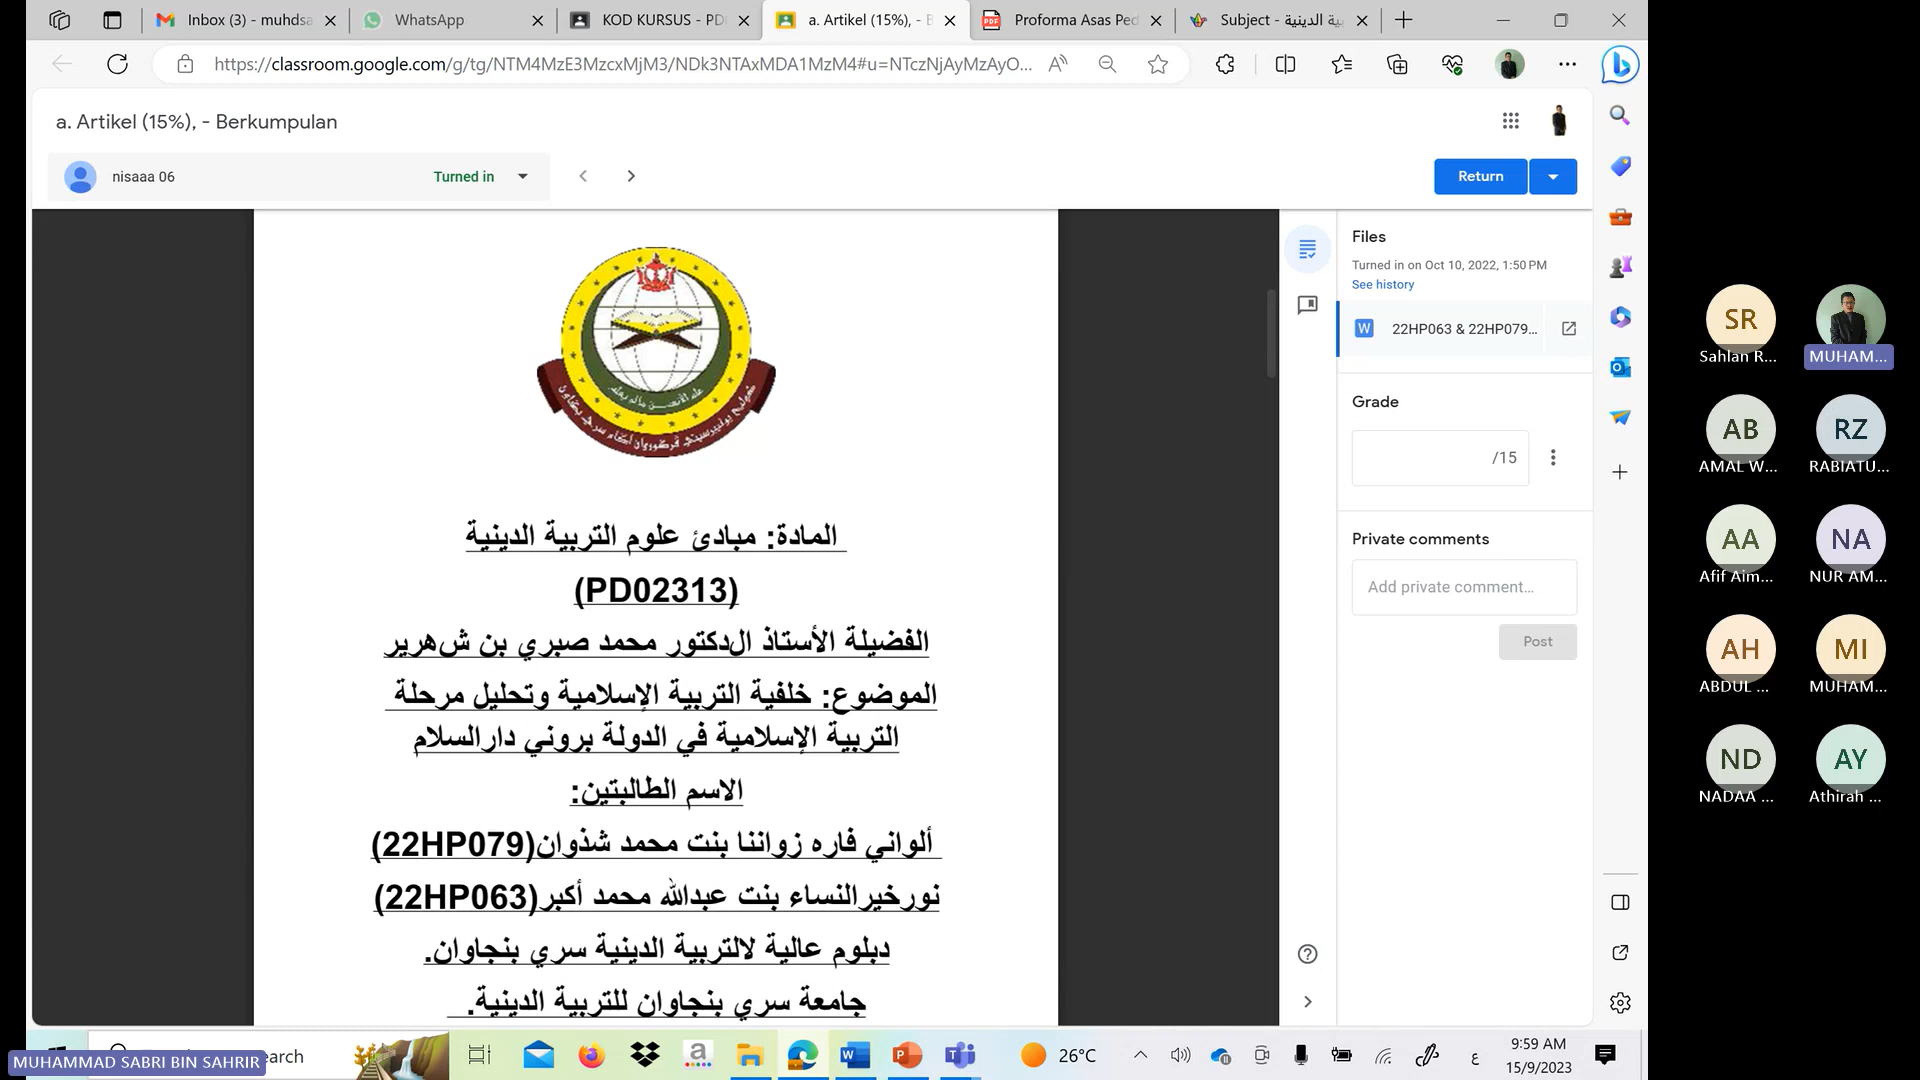 Inbox (3) - muhdsa
WhatsApp
KOD KURSUS - PD
a. Artikel (15%), - B
Proforma Asas Ped
Subject - ية الدينية
https://classroom.google.com/g/tg/NTM4MzE3MzcxMjM3/NDk3NTAxMDA1MzM4#u=NTczNjAyMzAyO...
a. Artikel (15%), - Berkumpulan
nisaaa 06
Turned in
Return
المادة: مبادئ علوم التربية الدينية
(PD02313)
الفضيلة الأستاذ الدكتور محمد صبري بن شهرير
الموضوع: خلفية التربية الإسلامية وتحليل مرحلة
التربية الإسلامية في الدولة بروني دارالسلام
الاسم الطالبتين:
ألواني فاره زواننا بنت محمد شذوان(22HP079)
نورخيرالنساء بنت عبدالله محمد أكبر(22HP063)
دبلوم عالية لالتربية الدينية سري بنجاوان.
جامعة سري بنجاوان للتربية الدينية.
Files
Turned in on Oct 10, 2022, 1:50 PM
See history
22HP063 & 22HP079...
Grade
/15
Private comments
Add private comment...
Post
SR
Sahlan R...
MUHAM...
AB
AMAL W...
RZ
RABIATU...
AA
Afif Aim...
NA
NUR AM...
AH
ABDUL ...
MI
MUHAM...
ND
NADAA ...
AY
Athirah ...
MUHAMMAD SABRI BIN SAHRIR
earch
26°C
ع
9:59 AM
15/9/2023